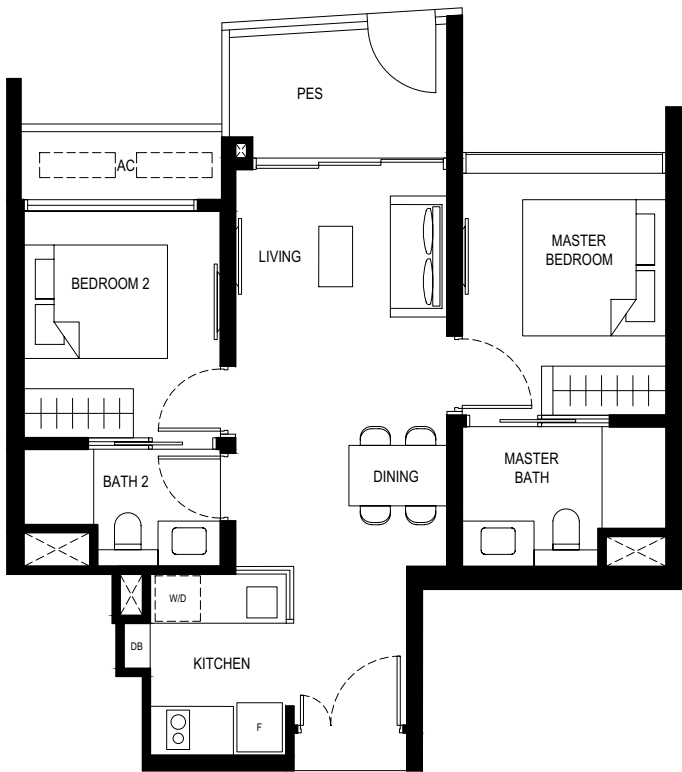 PES
AC
LIVING
MASTER
BEDROOM
BEDROOM 2
DINING
MASTER
BATH
BATH 2
W/D
DB
KITCHEN
F